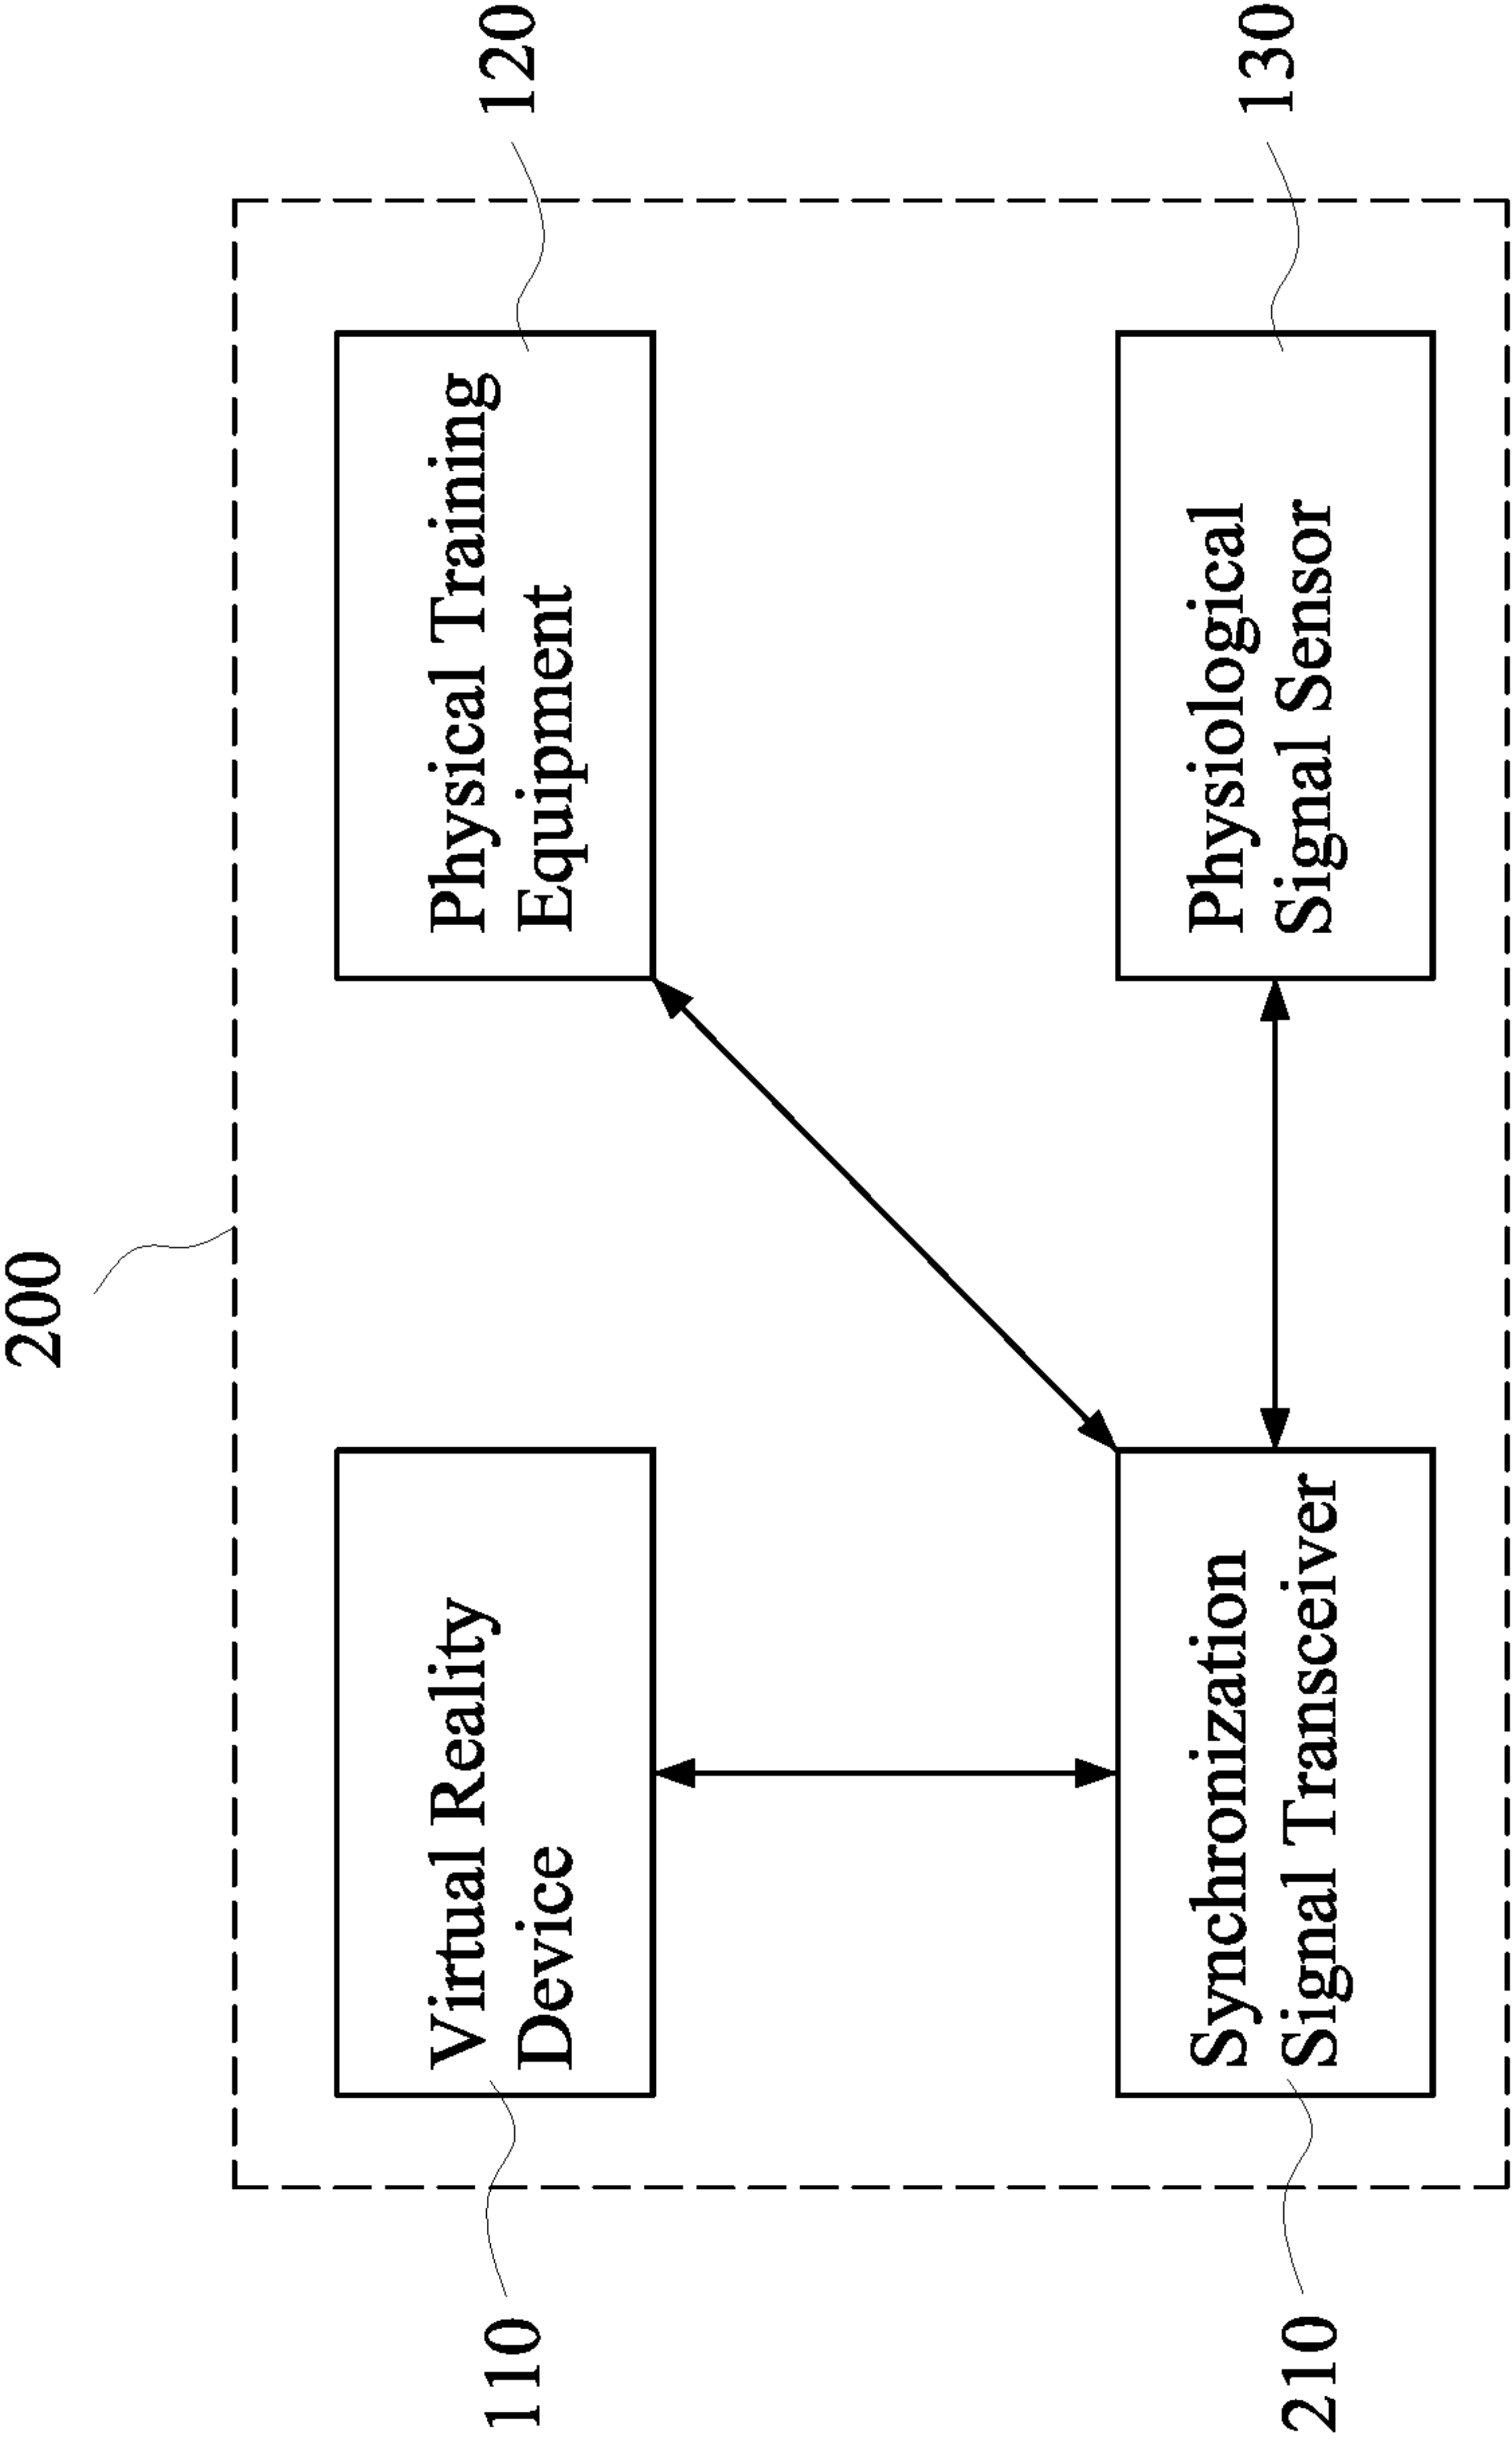 200
110
Virtual Reality
Device
Physical Training
Equipment
120
210
Synchronization
Signal Transceiver
Physiological
Signal Sensor
130